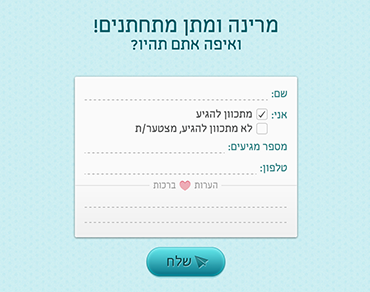 מרינה ומתן מתחתנים!
ואיפה אתם תהיו?
שם:
אני: מתכוון להגיע
לא מתכוון להגיע, מצטער/ת
מספר מגיעים:
טלפון:
הערות ברכות
שלח